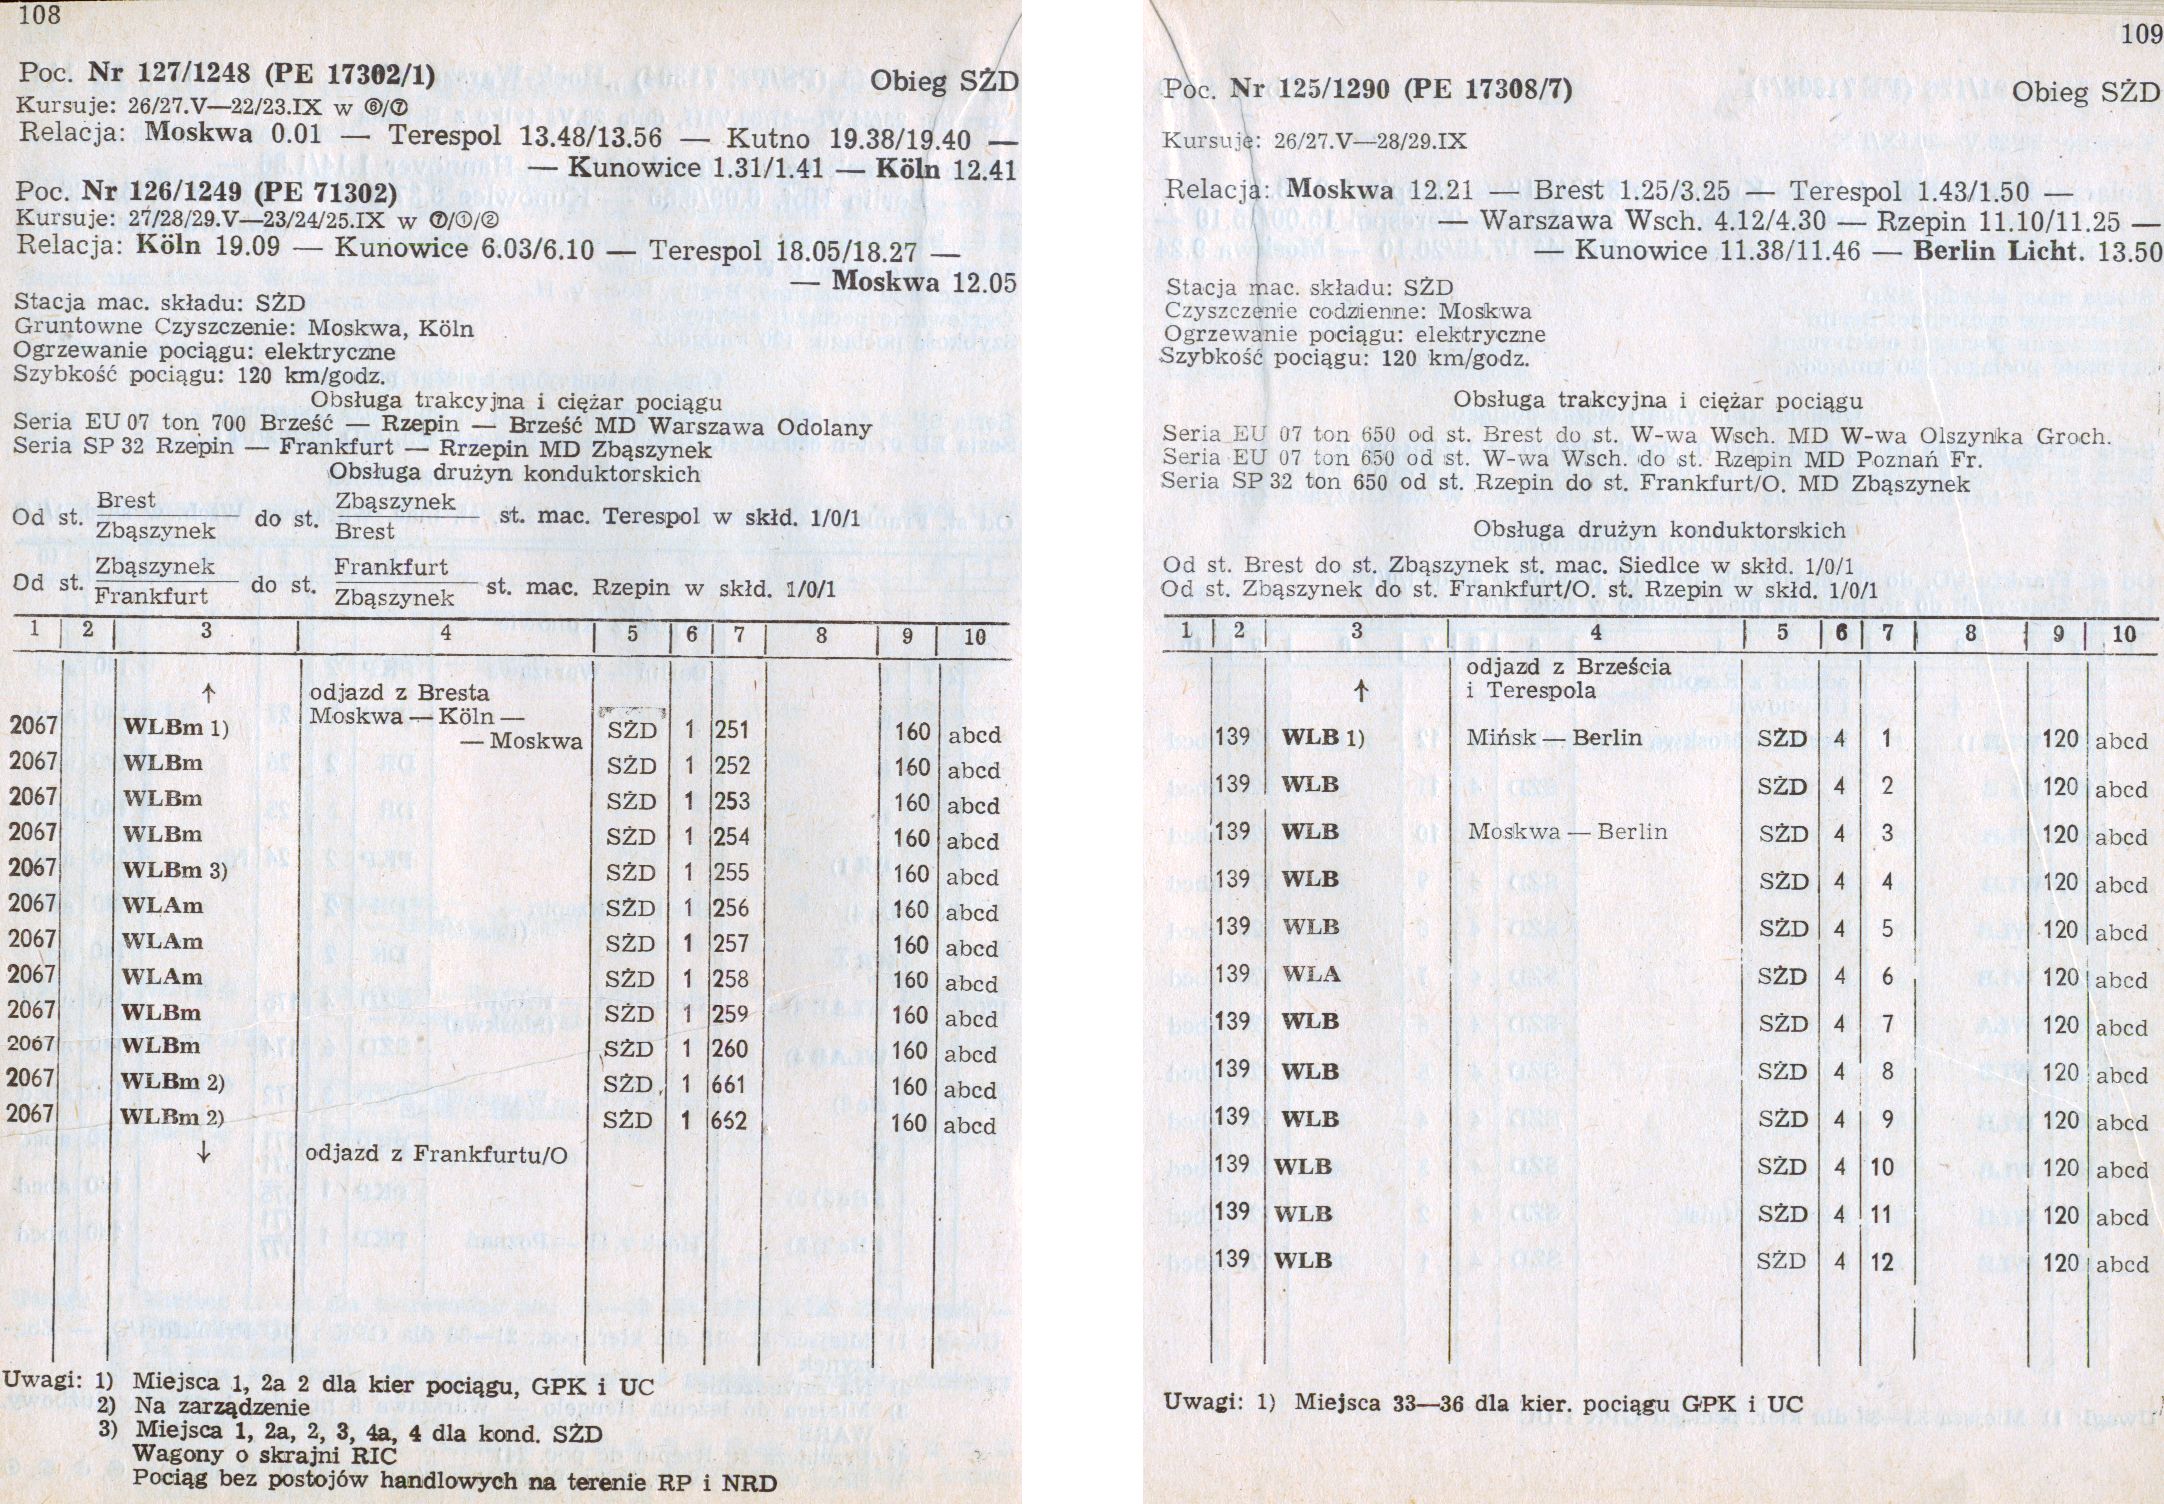 108
Poc. Nr 127/1248 (PE 17302/1) Obieg SŻD
Kursuje: 26/27.V—22/23.IX w ⑥/⑦
Relacja: Moskwa 0.01 — Terespol 13.48/13.56 — Kutno 19.38/19.40 —
— Kunowice 1.31/1.41 — Köln 12.41
Poc. Nr 126/1249 (PE 71302)
Kursuje: 27/28/29.V—23/24/25.IX w ⑦/①/②
Relacja: Köln 19.09 — Kunowice 6.03/6.10 — Terespol 18.05/18.27 —
— Moskwa 12.05
Stacja mac. składu: SŻD
Gruntowne Czyszczenie: Moskwa, Köln
Ogrzewanie pociągu: elektryczne
Szybkość pociągu: 120 km/godz.
Obsługa trakcyjna i ciężar pociągu
Seria EU 07 ton 700 Brześć — Rzepin — Brześć MD Warszawa Odolany
Seria SP 32 Rzepin — Frankfurt — Rrzepin MD Zbąszynek
Obsługa drużyn konduktorskich
Od st. Brest / Zbąszynek do st. Zbąszynek / Brest st. mac. Terespol w skłd. 1/0/1
Od st. Zbąszynek / Frankfurt do st. Frankfurt / Zbąszynek st. mac. Rzepin w skłd. 1/0/1
1 2 3 4 5 6 7 8 9 10
↑ odjazd z Bresta
2067 WLBm 1) Moskwa — Köln — — Moskwa SŻD 1 251 160 abcd
2067 WLBm SŻD 1 252 160 abcd
2067 WLBm SŻD 1 253 160 abcd
2067 WLBm SŻD 1 254 160 abcd
2067 WLBm 3) SŻD 1 255 160 abcd
2067 WLAm SŻD 1 256 160 abcd
2067 WLAm SŻD 1 257 160 abcd
2067 WLAm SŻD 1 258 160 abcd
2067 WLBm SŻD 1 259 160 abcd
2067 WLBm SŻD 1 260 160 abcd
2067 WLBm 2) SŻD 1 661 160 abcd
2067 WLBm 2) SŻD 1 652 160 abcd
↓ odjazd z Frankfurtu/O
Uwagi: 1) Miejsca 1, 2a 2 dla kier pociągu, GPK i UC
2) Na zarządzenie
3) Miejsca 1, 2a, 2, 3, 4a, 4 dla kond. SŻD
Wagony o skrajni RIC
Pociąg bez postojów handlowych na terenie RP i NRD
109
Poc. Nr 125/1290 (PE 17308/7) Obieg SŻD
Kursuje: 26/27.V—28/29.IX
Relacja: Moskwa 12.21 — Brest 1.25/3.25 — Terespol 1.43/1.50 —
— Warszawa Wsch. 4.12/4.30 — Rzepin 11.10/11.25 —
— Kunowice 11.38/11.46 — Berlin Licht. 13.50
Stacja mac. składu: SŻD
Czyszczenie codzienne: Moskwa
Ogrzewanie pociągu: elektryczne
Szybkość pociągu: 120 km/godz.
Obsługa trakcyjna i ciężar pociągu
Seria EU 07 ton 650 od st. Brest do st. W-wa Wsch. MD W-wa Olszynka Groch.
Seria EU 07 ton 650 od st. W-wa Wsch. do st. Rzepin MD Poznań Fr.
Seria SP 32 ton 650 od st. Rzepin do st. Frankfurt/O. MD Zbąszynek
Obsługa drużyn konduktorskich
Od st. Brest do st. Zbąszynek st. mac. Siedlce w skłd. 1/0/1
Od st. Zbąszynek do st. Frankfurt/O. st. Rzepin w skłd. 1/0/1
1 2 3 4 5 6 7 8 9 10
odjazd z Brześcia
↑ i Terespola
139 WLB 1) Mińsk — Berlin SŻD 4 1 120 abcd
139 WLB SŻD 4 2 120 abcd
139 WLB Moskwa — Berlin SŻD 4 3 120 abcd
139 WLB SŻD 4 4 120 abcd
139 WLB SŻD 4 5 120 abcd
139 WLA SŻD 4 6 120 abcd
139 WLB SŻD 4 7 120 abcd
139 WLB SŻD 4 8 120 abcd
139 WLB SŻD 4 9 120 abcd
139 WLB SŻD 4 10 120 abcd
139 WLB SŻD 4 11 120 abcd
139 WLB SŻD 4 12 120 abcd
Uwagi: 1) Miejsca 33—36 dla kier. pociągu GPK i UC